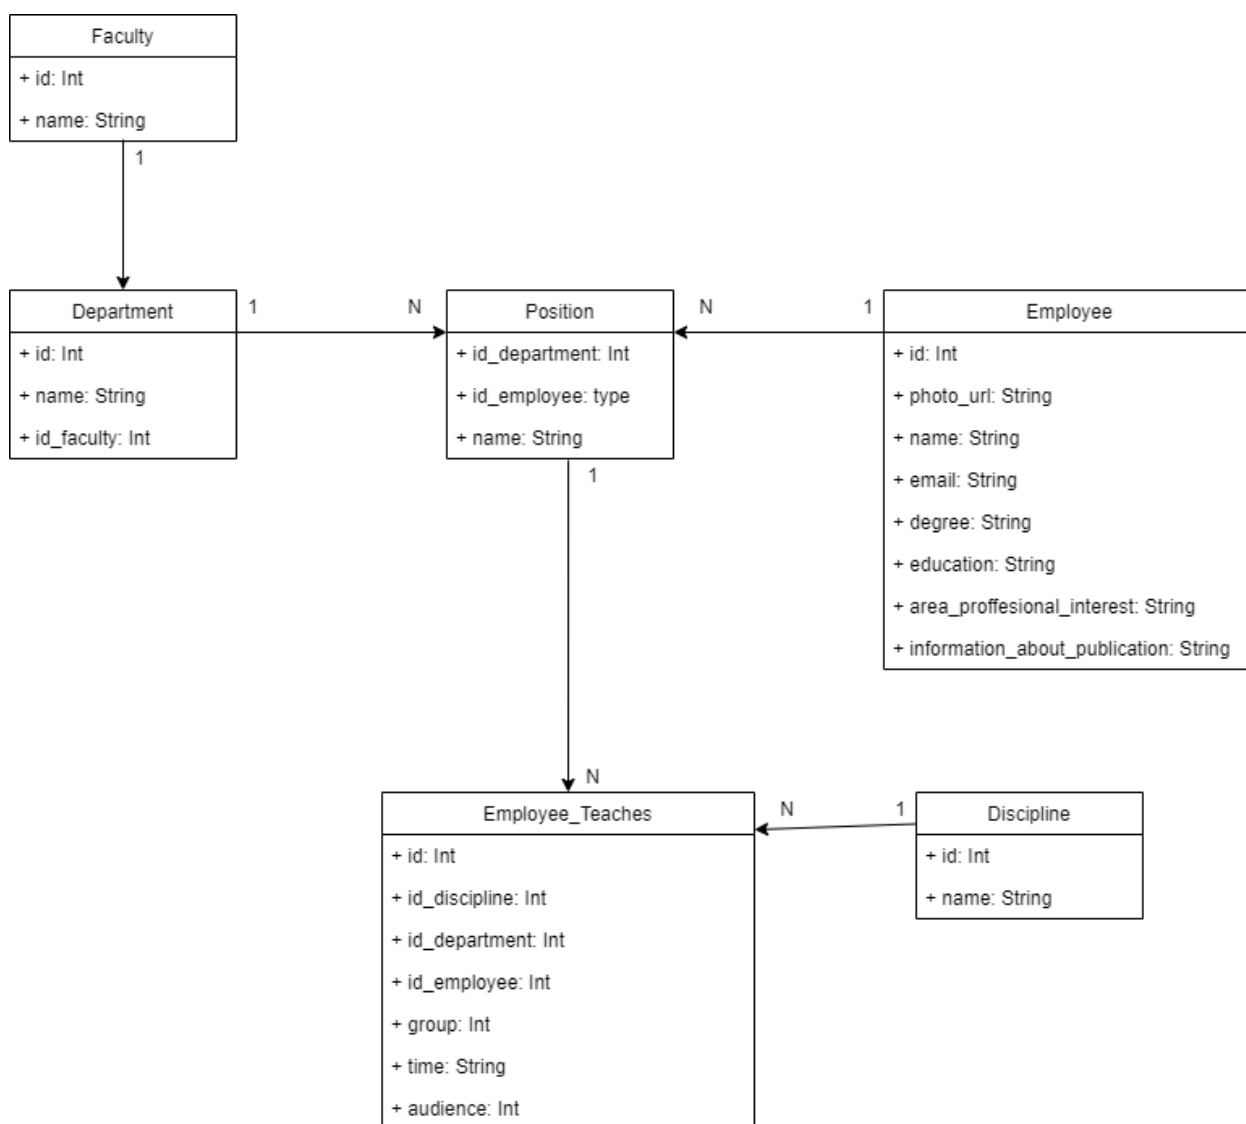 Faculty
+ id: Int
+ name: String
1
Department
+ id: Int
+ name: String
+ id_faculty: Int
1
N
Position
+ id_department: Int
+ id_employee: type
+ name: String
N
1
Employee
+ id: Int
+ photo_url: String
+ name: String
+ email: String
+ degree: String
+ education: String
+ area_proffesional_interest: String
+ information_about_publication: String
1
N
Employee_Teaches
+ id: Int
+ id_discipline: Int
+ id_department: Int
+ id_employee: Int
+ group: Int
+ time: String
+ audience: Int
N
1
Discipline
+ id: Int
+ name: String